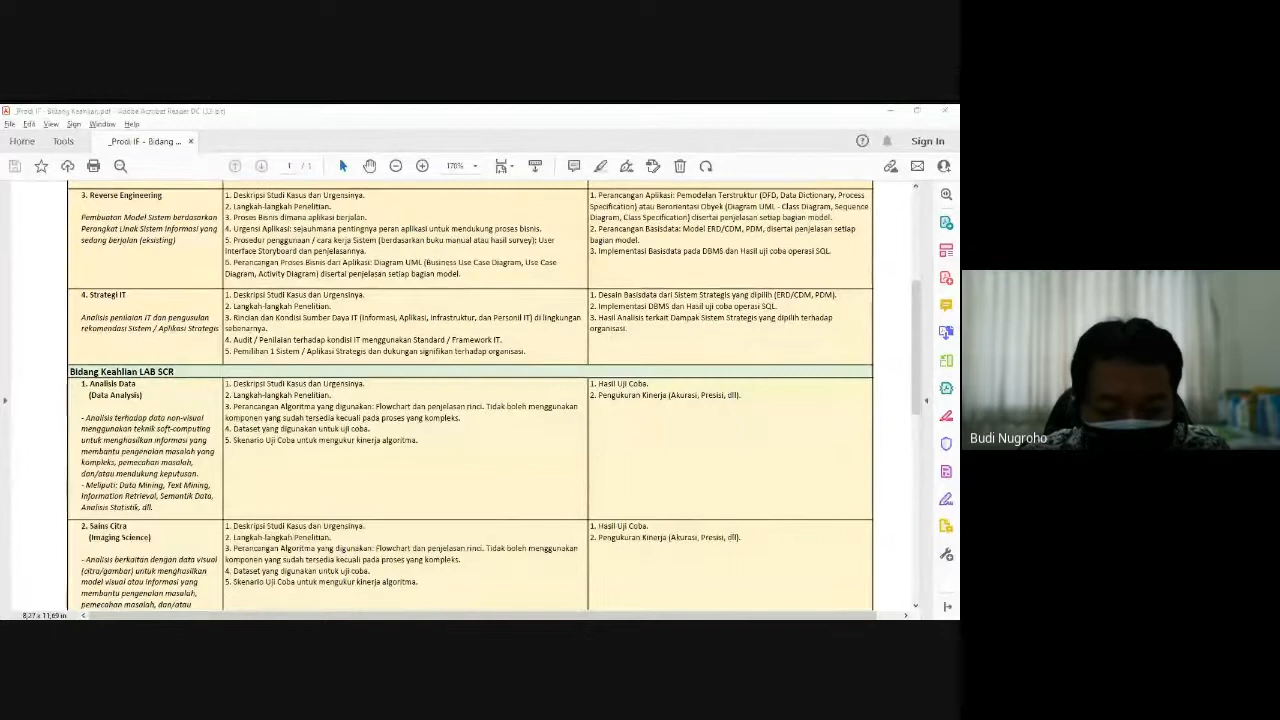 _Prodi IF - Bidang Keahlian.pdf - Adobe Acrobat Reader DC (32-bit)
File Edit View Sign Window Help
Home Tools _Prodi IF - Bidang ... × Sign In
1 / 1 170%
3. Reverse Engineering
Pembuatan Model Sistem berdasarkan
Perangkat Lunak Sistem Informasi yang
sedang berjalan (eksisting)
1. Deskripsi Studi Kasus dan Urgensinya.
2. Langkah-langkah Penelitian.
3. Proses Bisnis dimana aplikasi berjalan.
4. Urgensi Aplikasi: sejauhmana pentingnya peran aplikasi untuk mendukung proses bisnis.
5. Prosedur penggunaan / cara kerja Sistem (berdasarkan buku manual atau hasil survey): User
Interface Storyboard dan penjelasannya.
6. Perancangan Proses Bisnis dari Aplikasi: Diagram UML (Business Use Case Diagram, Use Case
Diagram, Activity Diagram) disertai penjelasan setiap bagian model.
1. Perancangan Aplikasi: Pemodelan Terstruktur (DFD, Data Dictionary, Process
Specification) atau Berorientasi Obyek (Diagram UML - Class Diagram, Sequence
Diagram, Class Specification) disertai penjelasan setiap bagian model.
2. Perancangan Basisdata: Model ERD/CDM, PDM, disertai penjelasan setiap
bagian model.
3. Implementasi Basisdata pada DBMS dan Hasil uji coba operasi SQL.
4. Strategi IT
Analisis penilaian IT dan pengusulan
rekomendasi Sistem / Aplikasi Strategis
1. Deskripsi Studi Kasus dan Urgensinya.
2. Langkah-langkah Penelitian.
3. Rincian dan Kondisi Sumber Daya IT (Informasi, Aplikasi, Infrastruktur, dan Personil IT) di lingkungan
sebenarnya.
4. Audit / Penilaian terhadap kondisi IT menggunakan Standard / Framework IT.
5. Pemilihan 1 Sistem / Aplikasi Strategis dan dukungan signifikan terhadap organisasi.
1. Desain Basisdata dari Sistem Strategis yang dipilih (ERD/CDM, PDM).
2. Implementasi DBMS dan Hasil uji coba operasi SQL.
3. Hasil Analisis terkait Dampak Sistem Strategis yang dipilih terhadap
organisasi.
Bidang Keahlian LAB SCR
1. Analisis Data
(Data Analysis)
- Analisis terhadap data non-visual
menggunakan teknik soft-computing
untuk menghasilkan informasi yang
membantu pengenalan masalah yang
kompleks, pemecahan masalah,
dan/atau mendukung keputusan.
- Meliputi: Data Mining, Text Mining,
Information Retrieval, Semantik Data,
Analisis Statistik, dll.
1. Deskripsi Studi Kasus dan Urgensinya.
2. Langkah-langkah Penelitian.
3. Perancangan Algoritma yang digunakan: Flowchart dan penjelasan rinci. Tidak boleh menggunakan
komponen yang sudah tersedia kecuali pada proses yang kompleks.
4. Dataset yang digunakan untuk uji coba.
5. Skenario Uji Coba untuk mengukur kinerja algoritma.
1. Hasil Uji Coba.
2. Pengukuran Kinerja (Akurasi, Presisi, dll).
2. Sains Citra
(Imaging Science)
- Analisis berkaitan dengan data visual
(citra/gambar) untuk menghasilkan
model visual atau informasi yang
membantu pengenalan masalah,
pemecahan masalah, dan/atau
1. Deskripsi Studi Kasus dan Urgensinya.
2. Langkah-langkah Penelitian.
3. Perancangan Algoritma yang digunakan: Flowchart dan penjelasan rinci. Tidak boleh menggunakan
komponen yang sudah tersedia kecuali pada proses yang kompleks.
4. Dataset yang digunakan untuk uji coba.
5. Skenario Uji Coba untuk mengukur kinerja algoritma.
1. Hasil Uji Coba.
2. Pengukuran Kinerja (Akurasi, Presisi, dll).
8,27 x 11,69 in
Budi Nugroho